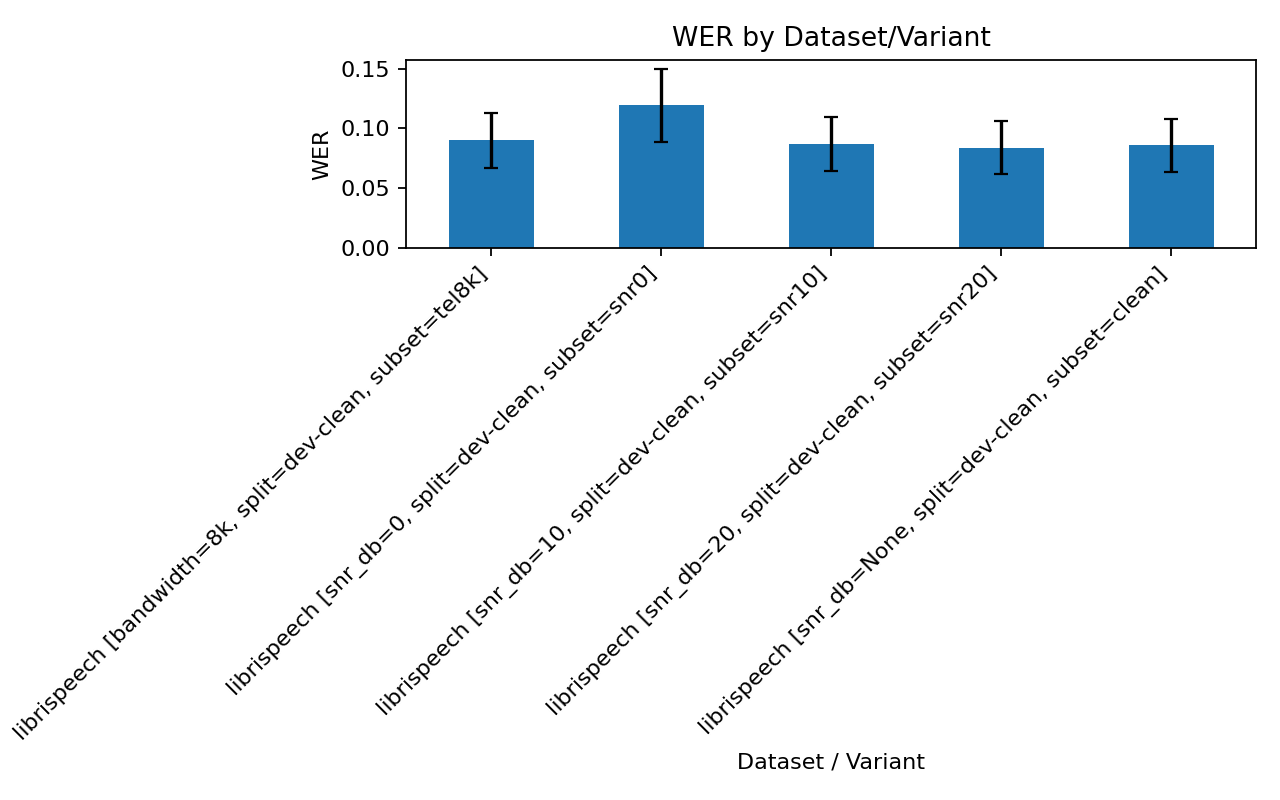 WER by Dataset/Variant
WER
0.15
0.10
0.05
0.00
librispeech [bandwidth=8k, split=dev-clean, subset=tel8k]
librispeech [snr_db=0, split=dev-clean, subset=snr0]
librispeech [snr_db=10, split=dev-clean, subset=snr10]
librispeech [snr_db=20, split=dev-clean, subset=snr20]
librispeech [snr_db=None, split=dev-clean, subset=clean]
Dataset / Variant